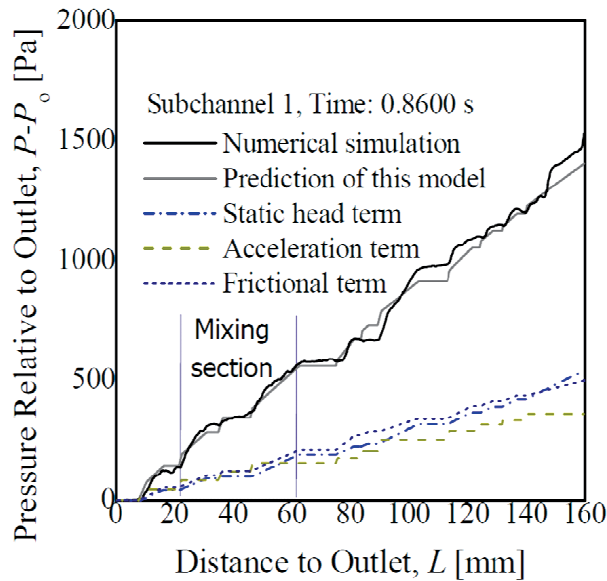 2000
1500
1000
500
0
Pressure Relative to Outlet, P-Po [Pa]
Subchannel 1, Time: 0.8600 s
Numerical simulation
Prediction of this model
Static head term
Acceleration term
Frictional term
Mixing
section
0 20 40 60 80 100 120 140 160
Distance to Outlet, L [mm]